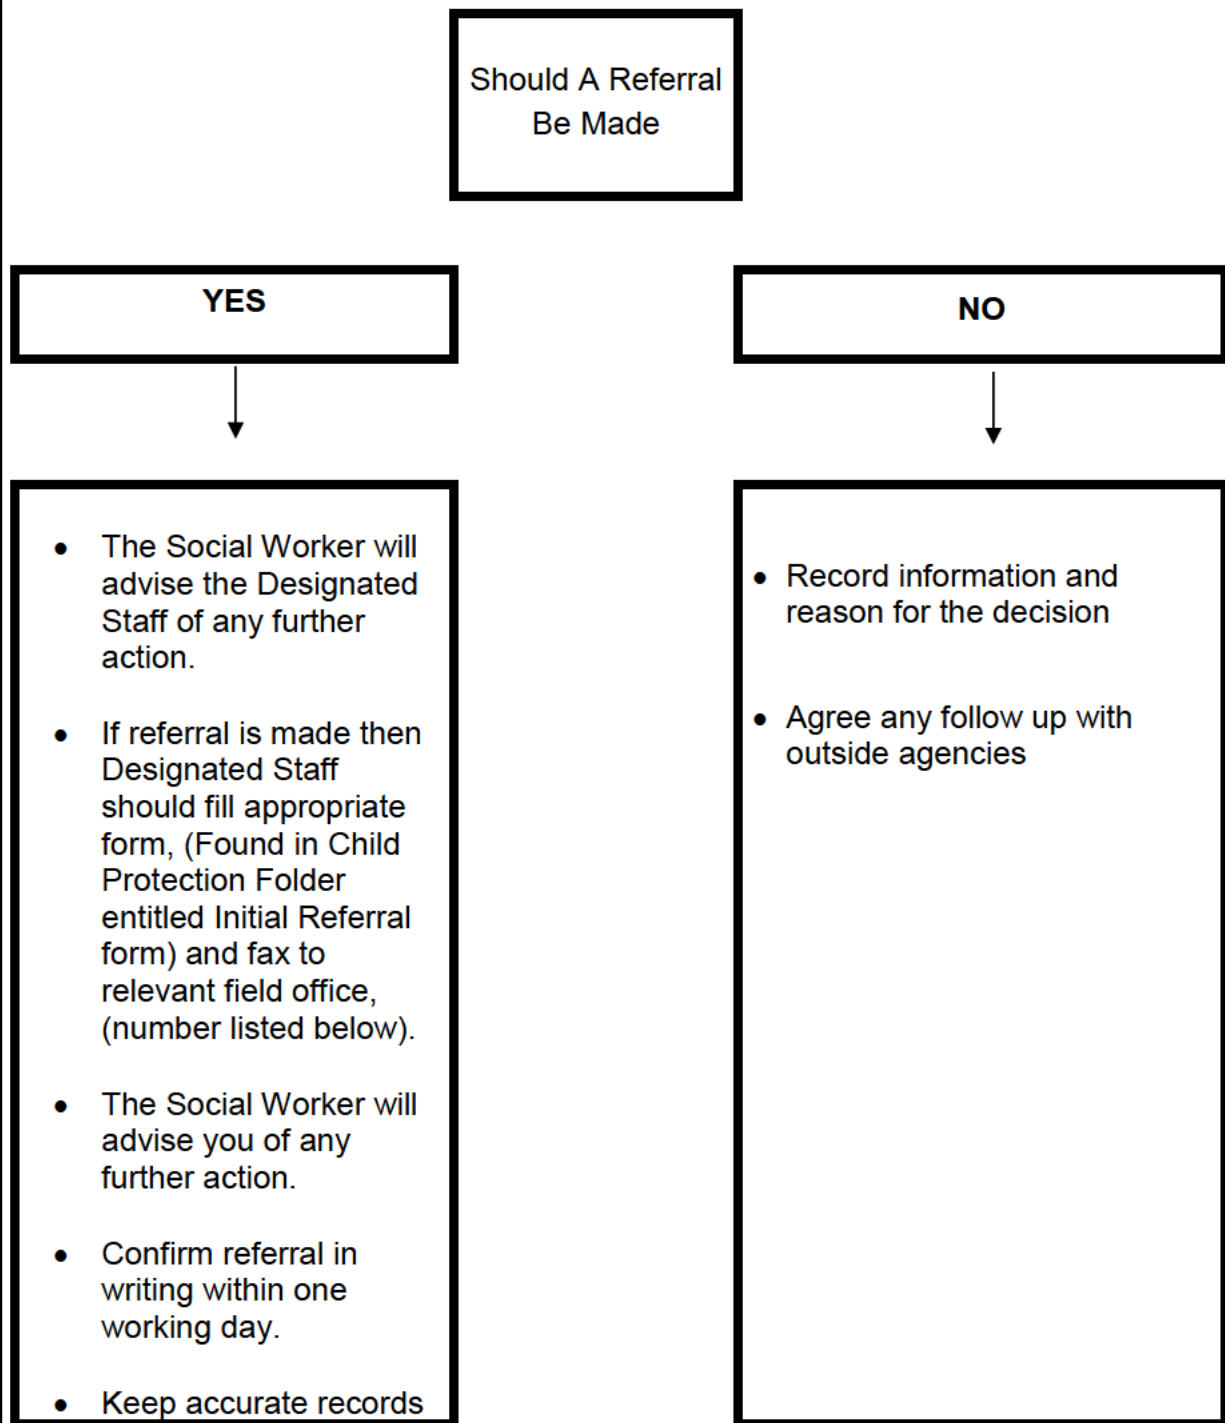 Should A Referral
Be Made
YES
NO
● The Social Worker will
advise the Designated
Staff of any further
action.
● If referral is made then
Designated Staff
should fill appropriate
form, (Found in Child
Protection Folder
entitled Initial Referral
form) and fax to
relevant field office,
(number listed below).
● The Social Worker will
advise you of any
further action.
● Confirm referral in
writing within one
working day.
● Keep accurate records
● Record information and
reason for the decision
● Agree any follow up with
outside agencies